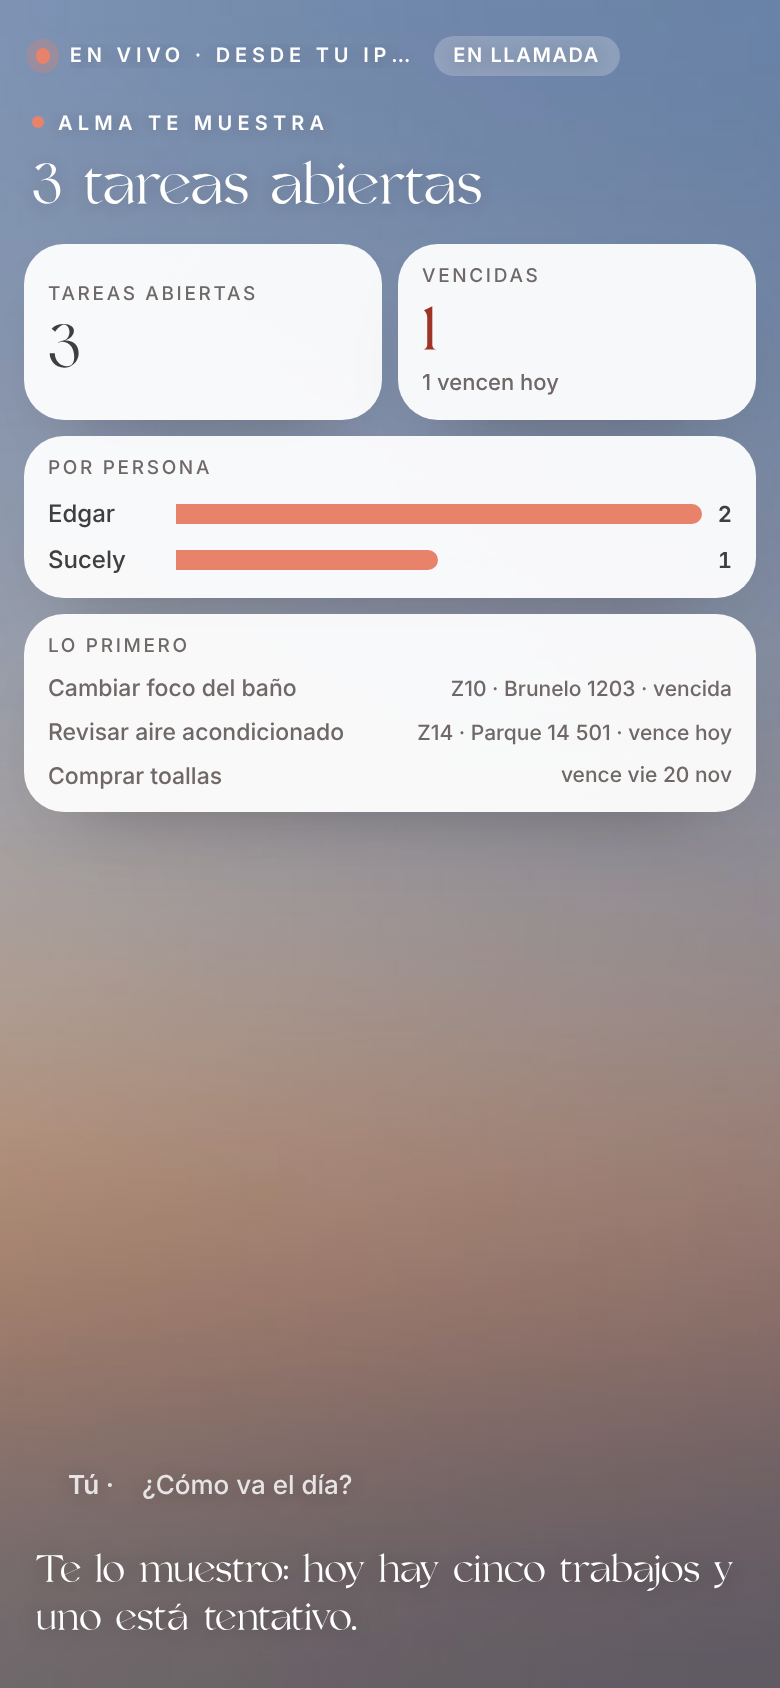 EN VIVO · DESDE TU IP…
EN LLAMADA
ALMA TE MUESTRA
3 tareas abiertas
TAREAS ABIERTAS
3
VENCIDAS
1
1 vencen hoy
POR PERSONA
Edgar 2
Sucely 1
LO PRIMERO
Cambiar foco del baño Z10 · Brunelo 1203 · vencida
Revisar aire acondicionado Z14 · Parque 14 501 · vence hoy
Comprar toallas vence vie 20 nov
Tú · ¿Cómo va el día?
Te lo muestro: hoy hay cinco trabajos y
uno está tentativo.